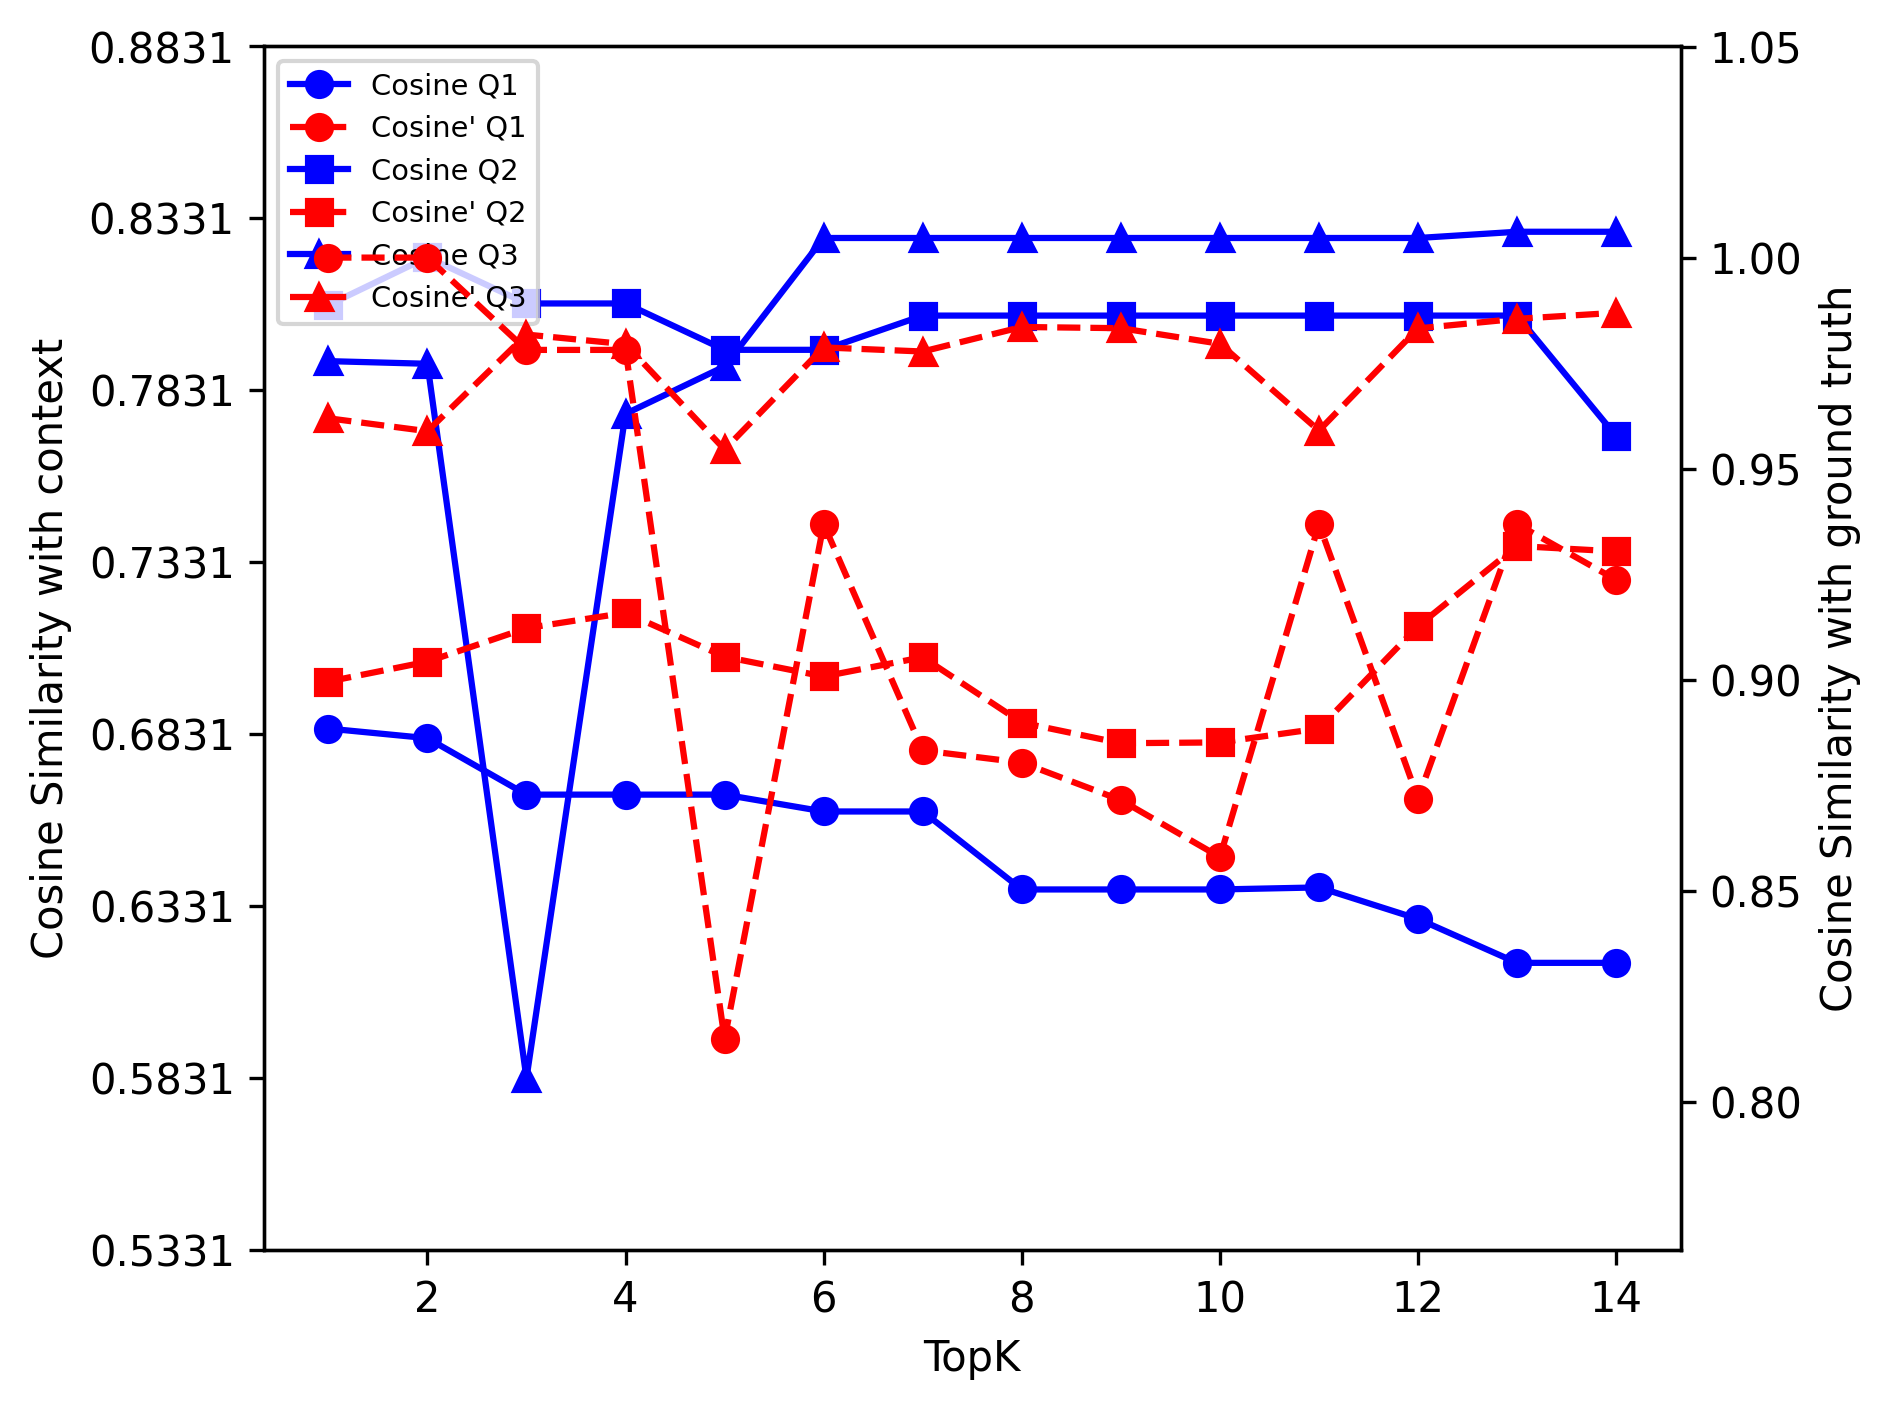 0.8831
0.8331
0.7831
0.7331
0.6831
0.6331
0.5831
0.5331
Cosine Similarity with context
Cosine Q1
Cosine' Q1
Cosine Q2
Cosine' Q2
Cosine Q3
Cosine' Q3
1.05
1.00
0.95
0.90
0.85
0.80
Cosine Similarity with ground truth
2 4 6 8 10 12 14
TopK